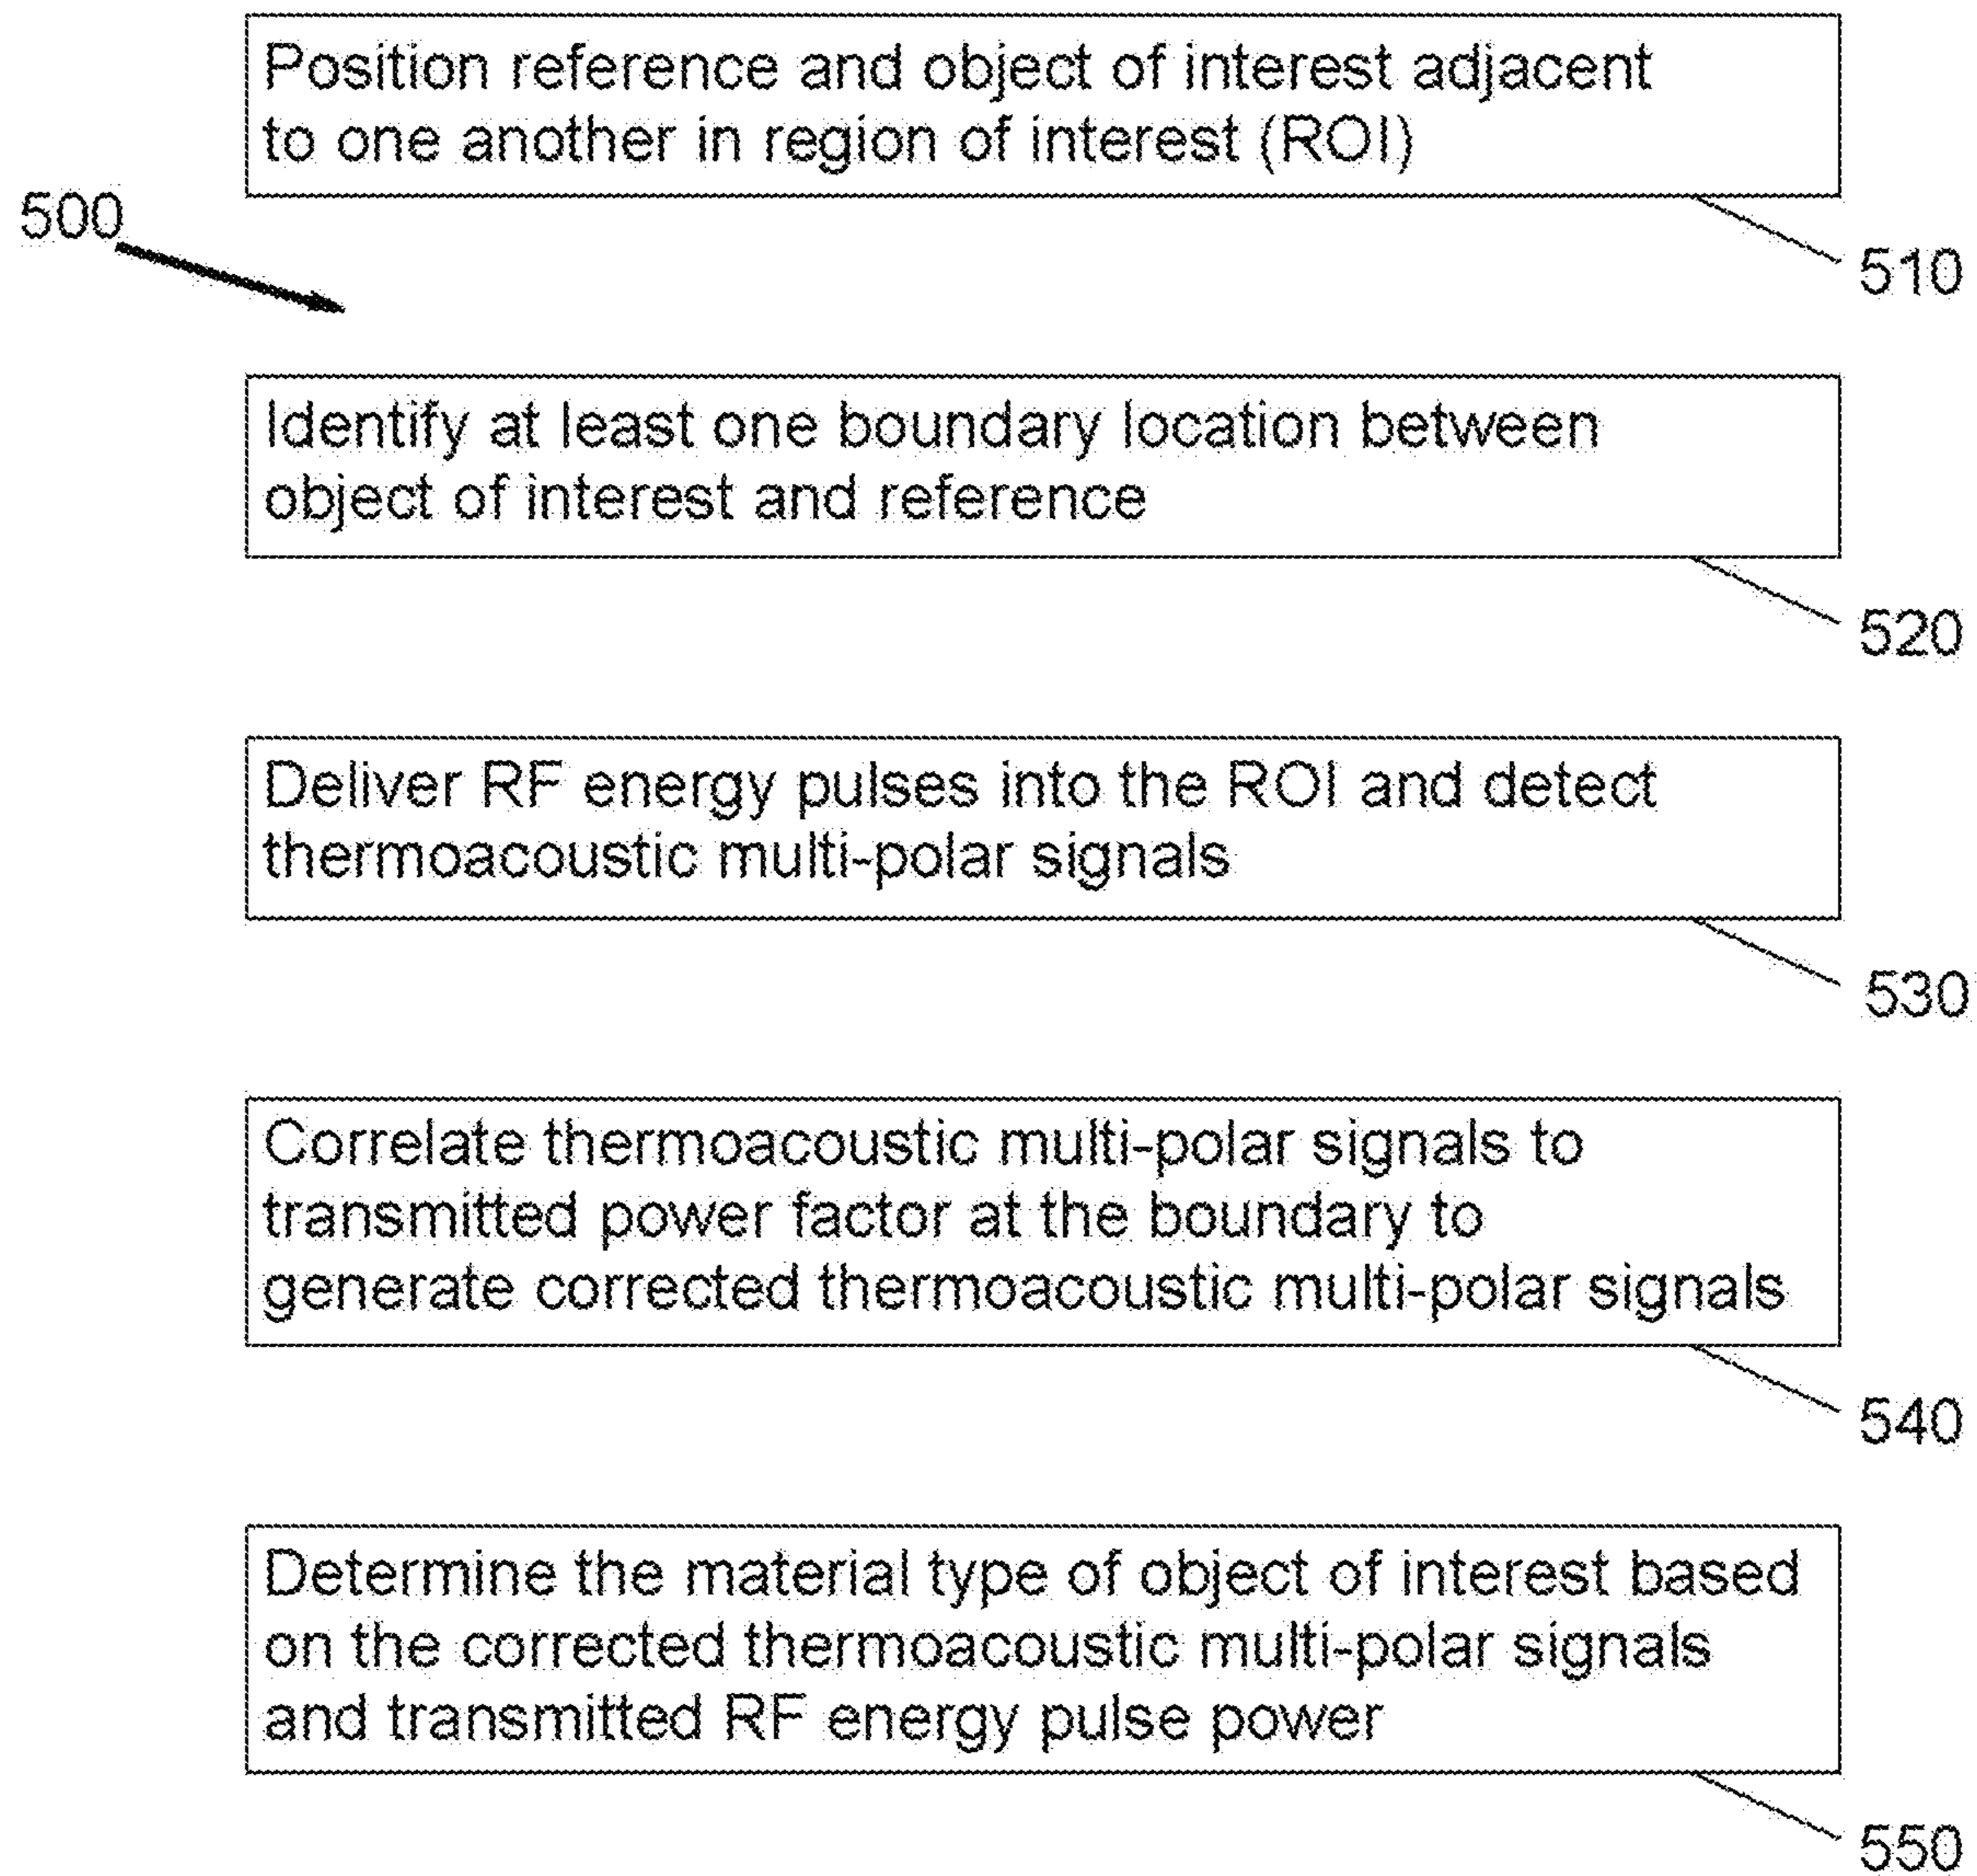 Position reference and object of interest adjacent
to one another in region of interest (ROI)
500
510
Identify at least one boundary location between
object of interest and reference
520
Deliver RF energy pulses into the ROI and detect
thermoacoustic multi-polar signals
530
Correlate thermoacoustic multi-polar signals to
transmitted power factor at the boundary to
generate corrected thermoacoustic multi-polar signals
540
Determine the material type of object of interest based
on the corrected thermoacoustic multi-polar signals
and transmitted RF energy pulse power
550